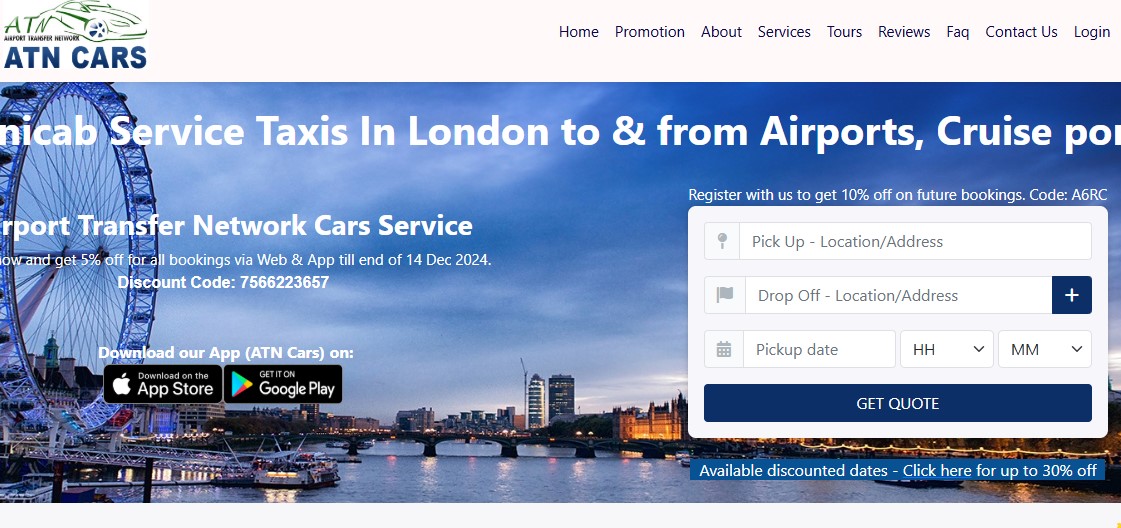 ATN
AIRPORT TRANSFER NETWORK
ATN CARS
Home Promotion About Services Tours Reviews Faq Contact Us Login
nicab Service Taxis In London to & from Airports, Cruise por
Register with us to get 10% off on future bookings. Code: A6RC
rport Transfer Network Cars Service
now and get 5% off for all bookings via Web & App till end of 14 Dec 2024.
Discount Code: 7566223657
Pick Up - Location/Address
Drop Off - Location/Address +
Pickup date HH MM
GET QUOTE
Download our App (ATN Cars) on:
Download on the App Store
GET IT ON Google Play
Available discounted dates - Click here for up to 30% off